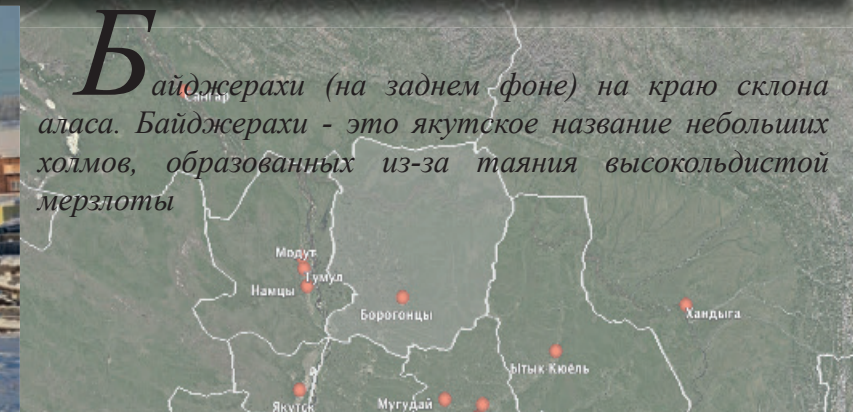 Байджерахи (на заднем фоне) на краю склона
аласа. Байджерахи - это якутское название небольших
холмов, образованных из-за таяния высокольдистой
мерзлоты
Сангар
Модут
Тумул
Намцы
Борогонцы
Хандыга
Ытык Кюель
Якутск
Мугудай